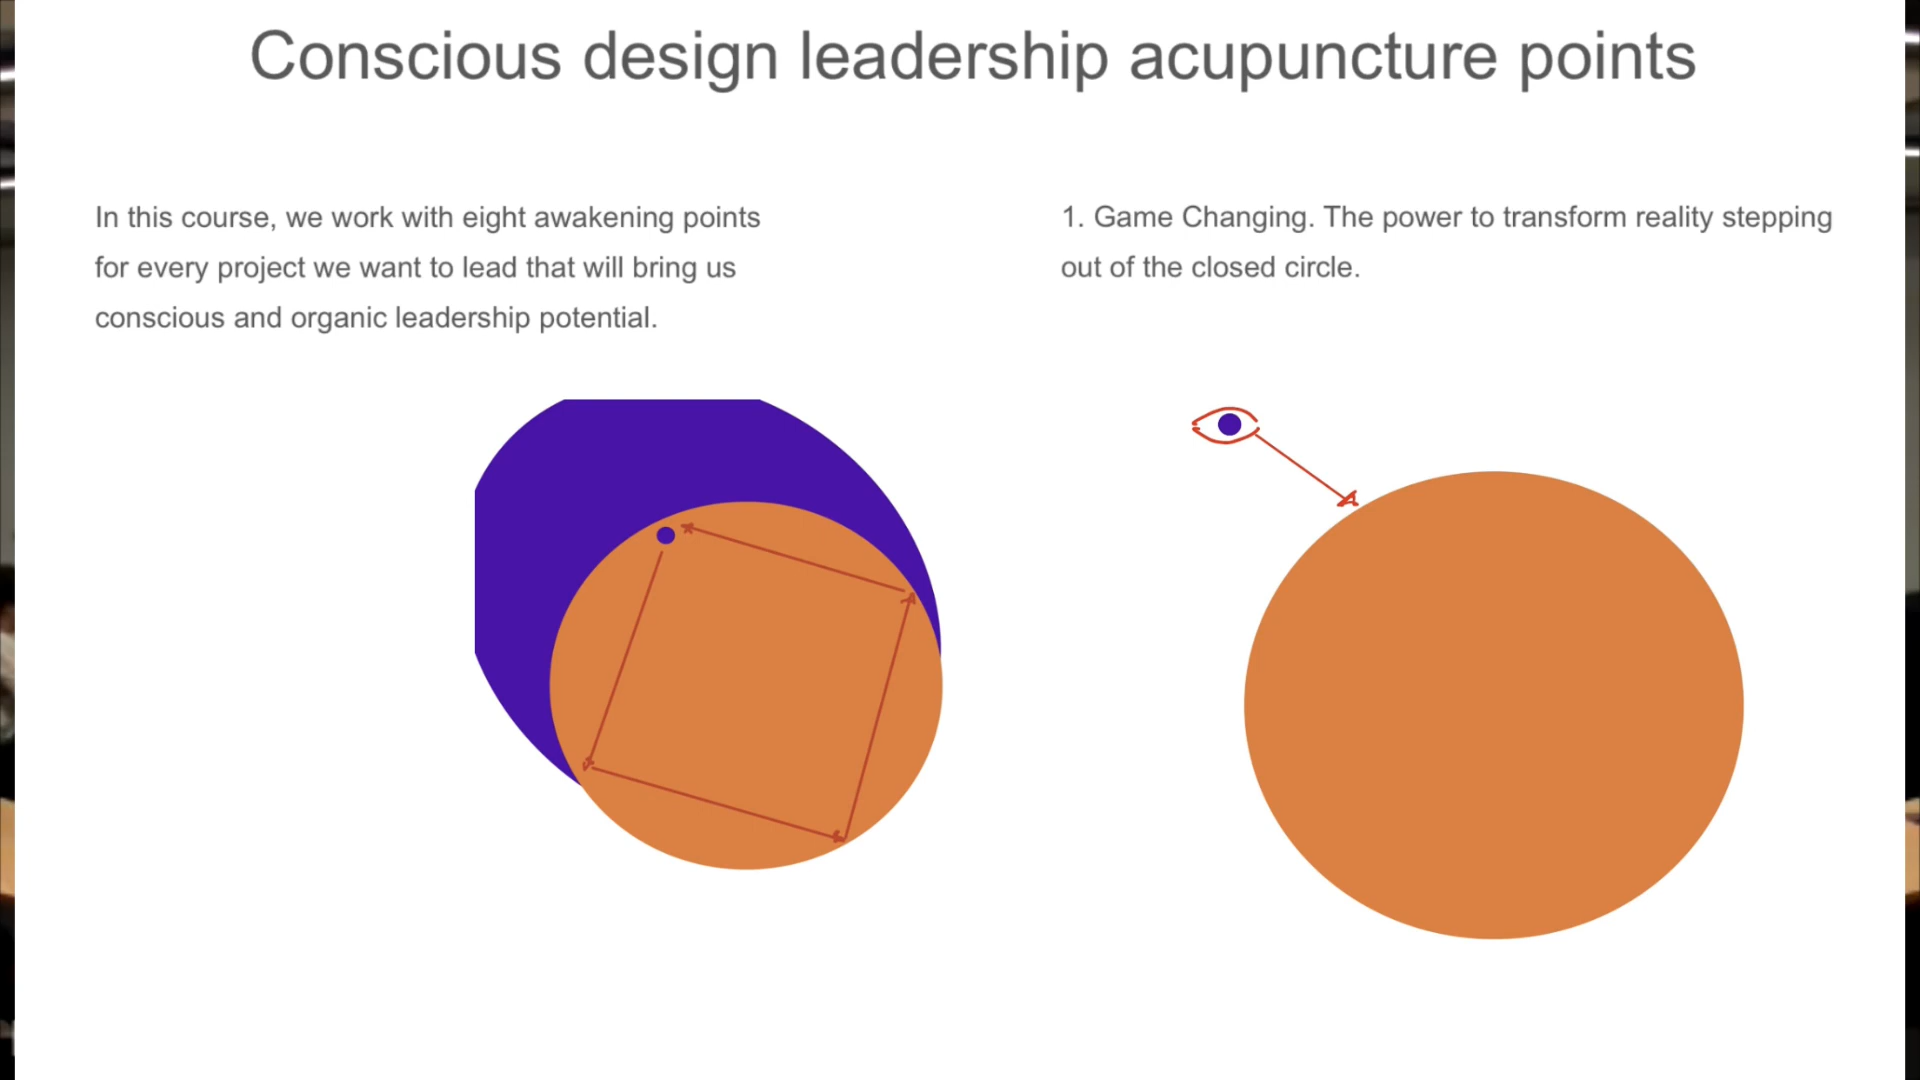 Conscious design leadership acupuncture points
In this course, we work with eight awakening points
for every project we want to lead that will bring us
conscious and organic leadership potential.
1. Game Changing. The power to transform reality stepping
out of the closed circle.